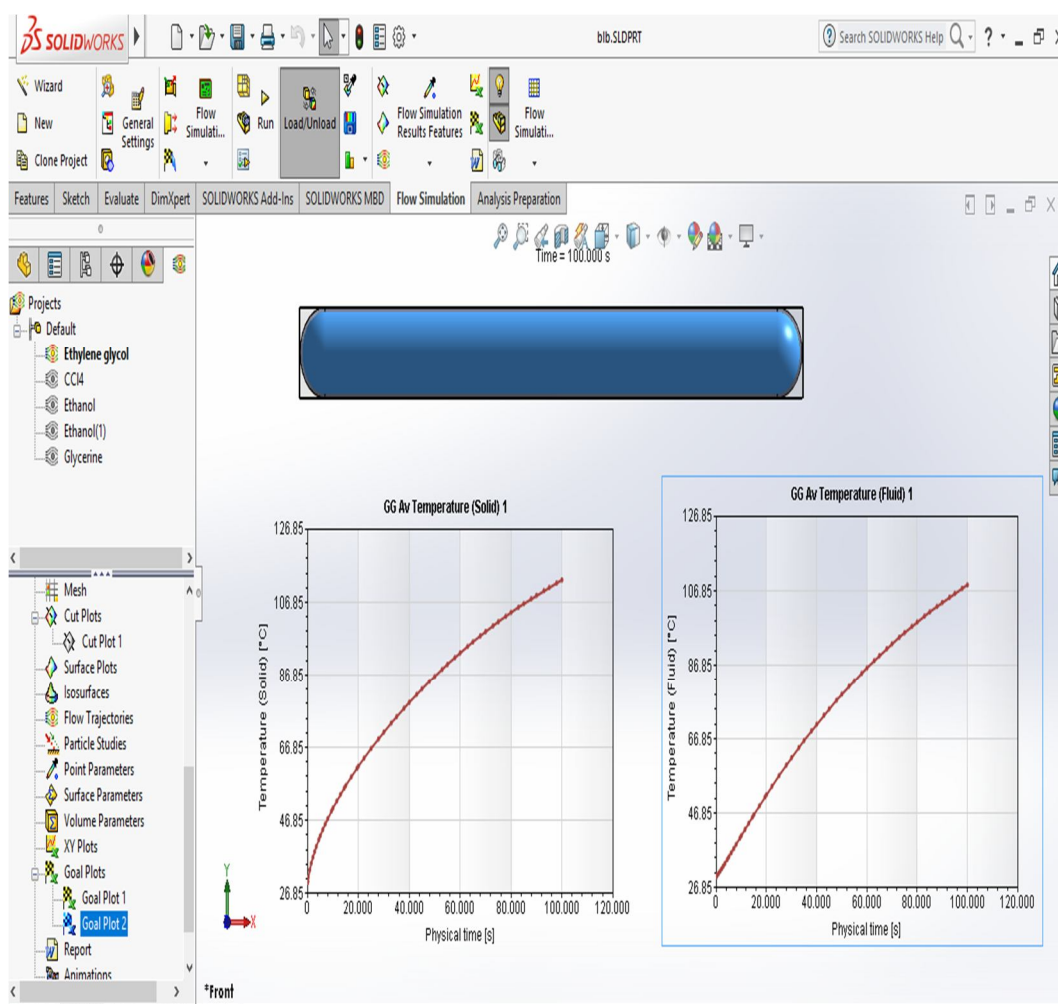 SOLIDWORKS
blb.SLDPRT
Search SOLIDWORKS Help
Wizard
New
Clone Project
General
Settings
Flow
Simulati...
Run
Load/Unload
Flow Simulation
Results Features
Flow
Simulati...
Features Sketch Evaluate DimXpert SOLIDWORKS Add-Ins SOLIDWORKS MBD Flow Simulation Analysis Preparation
Time = 100.000 s
Projects
Default
Ethylene glycol
CCl4
Ethanol
Ethanol(1)
Glycerine
Mesh
Cut Plots
Cut Plot 1
Surface Plots
Isosurfaces
Flow Trajectories
Particle Studies
Point Parameters
Surface Parameters
Volume Parameters
XY Plots
Goal Plots
Goal Plot 1
Goal Plot 2
Report
Animations
GG Av Temperature (Solid) 1
126.85
106.85
86.85
66.85
46.85
26.85
Temperature (Solid) [°C]
0 20.000 40.000 60.000 80.000 100.000 120.000
Physical time [s]
GG Av Temperature (Fluid) 1
126.85
106.85
86.85
66.85
46.85
26.85
Temperature (Fluid) [°C]
0 20.000 40.000 60.000 80.000 100.000 120.000
Physical time [s]
Y
X
*Front